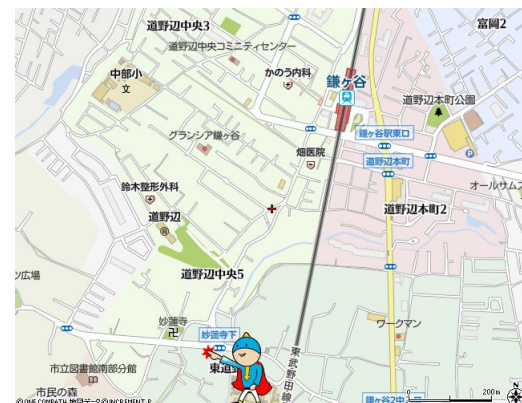 道野辺中央3
富岡2
道野辺中央コミニティセンター
中部小
文
かのう内科
鎌ヶ谷
道野辺本町公園
グランシア鎌ヶ谷
鎌ヶ谷駅東口
畑医院
道野辺本町
鈴木整形外科
オールサムズ
道野辺
道野辺本町2
ン広場
道野辺中央5
妙蓮寺
妙蓮寺下
ワークマン
東武野田線
市立図書館南部分館
市民の森
200m